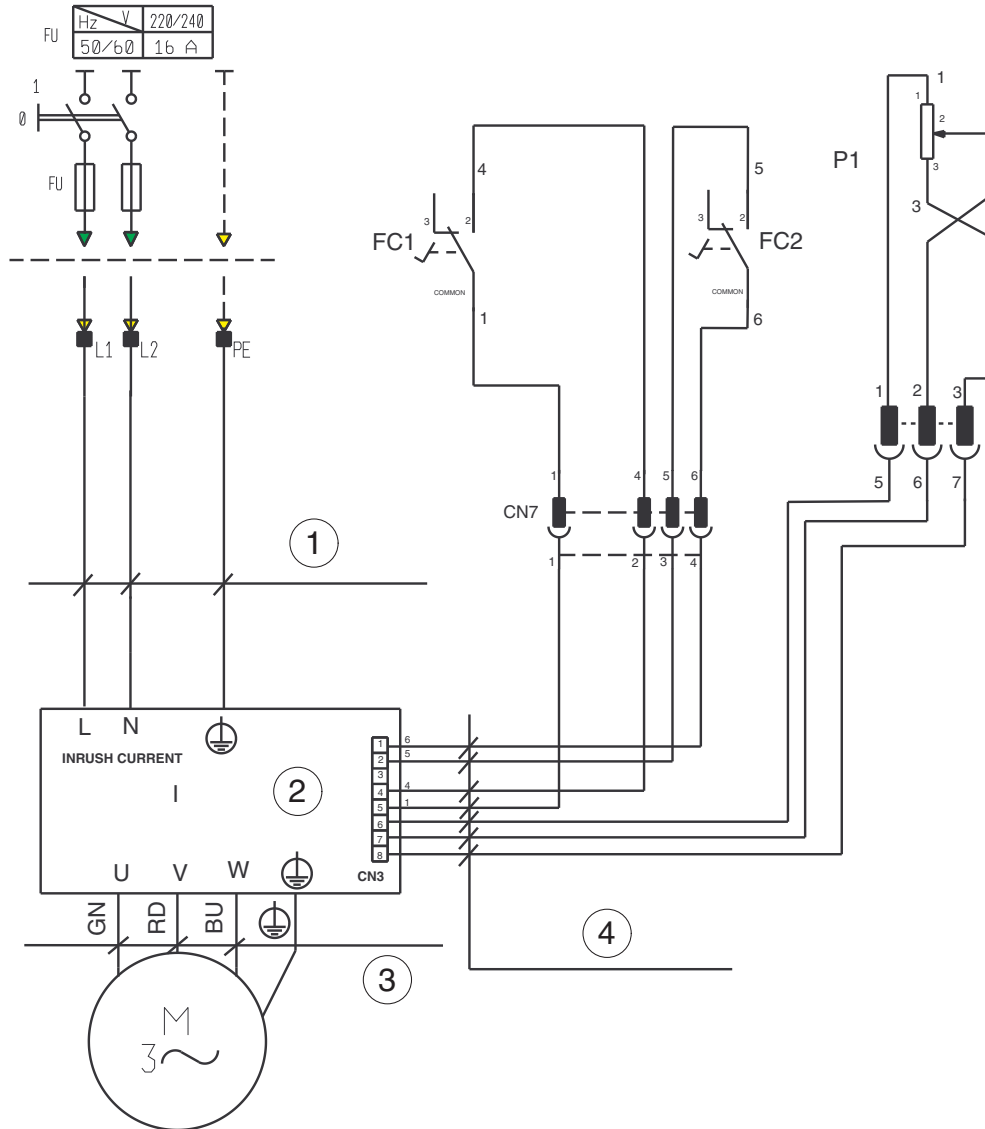 FU
Hz V 220/240
50/60 16 A
1
0
FU
L1 L2 PE
4
3 2
FC1
COMMON
1
5
3 2
FC2
COMMON
6
P1
1
1
2
3
3
1 2 3
5 6 7
1 4 5 6
CN7
1 2 3 4
1
L N
INRUSH CURRENT
I
2
1 6
2 5
3
4 4
5 1
6
7
8
CN3
U V W
GN RD BU
3
4
M
3